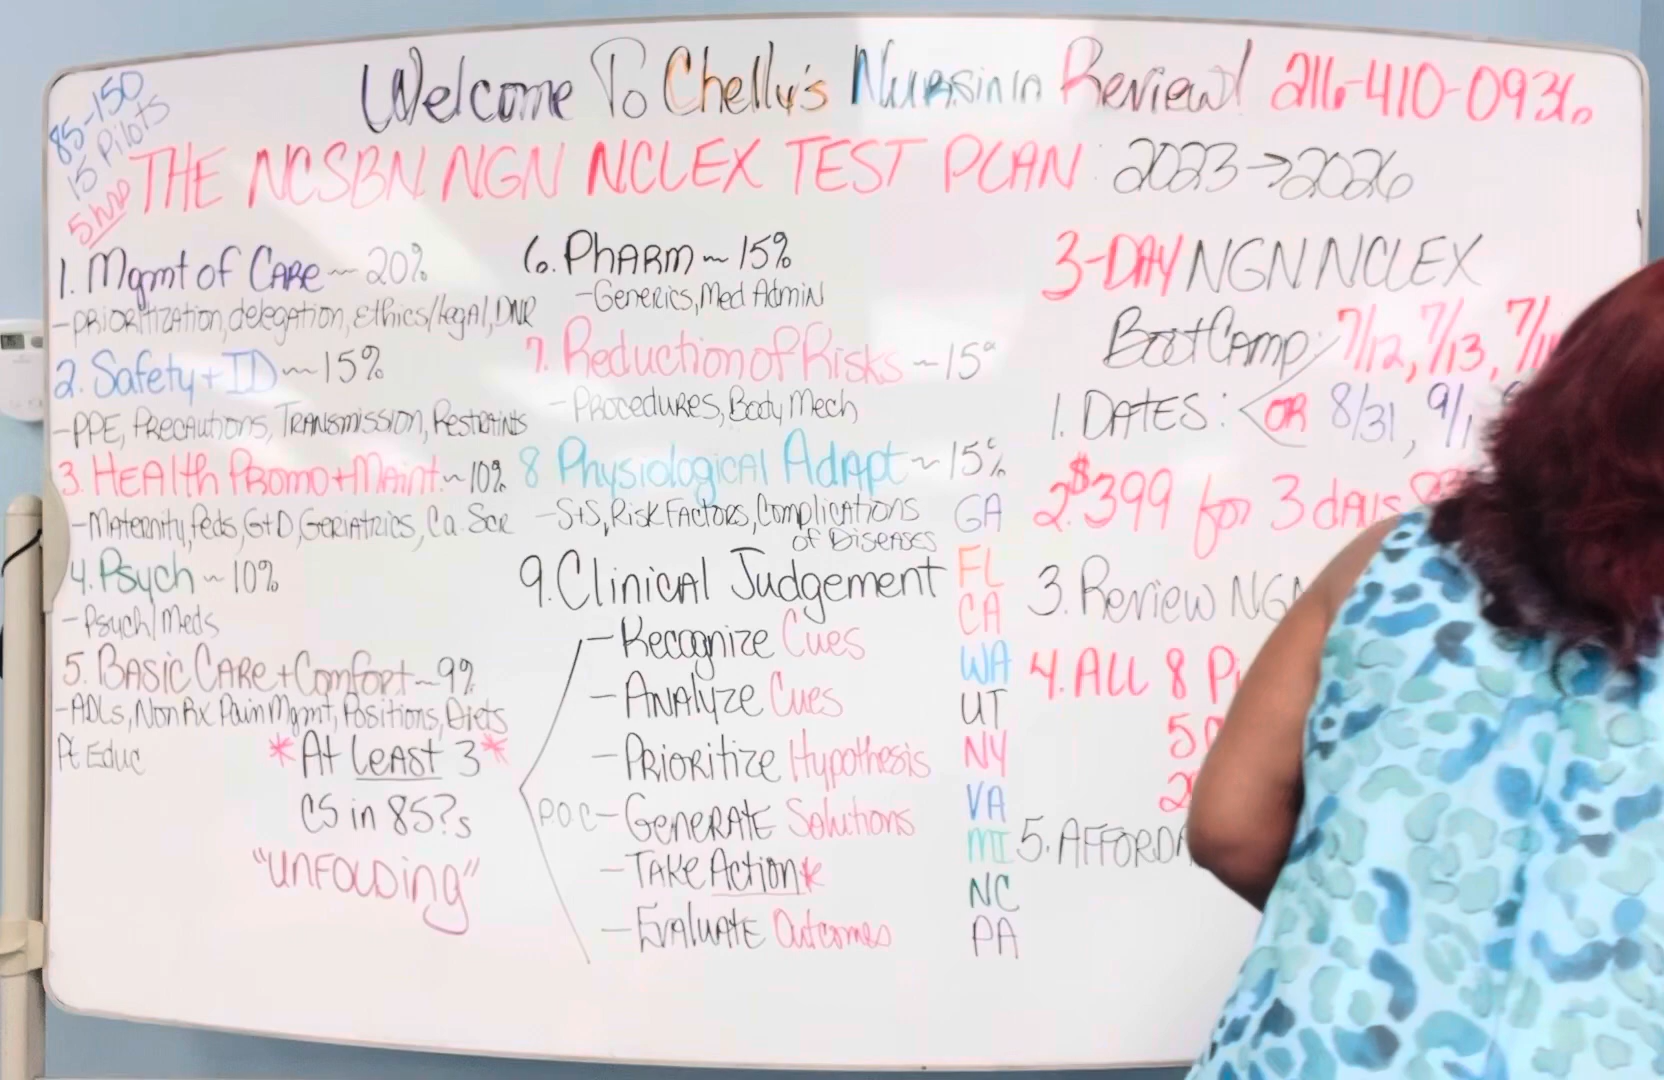 85-150
15 Pilots
5 hrs
Welcome To Chelly's Nursinin Review! 216-410-0936
THE NCSBN NGN NCLEX TEST PLAN: 2023→2026
1. Mgmt of CARE ~ 20%
-prioritization, delegation, Ethics/legal, DNR
2. Safety + ID ~ 15%
-PPE, Precautions, Transmission, Restraints
3. Health Promo + Maint. ~ 10%
-Maternity, Peds, G+D, Geriatrics, Ca Scr
4. Psych ~ 10%
-Psych/Meds
5. Basic Care + Comfort ~ 9%
-ADLs, Non Rx Pain Mgmt, Positions, Diets
Pt Educ
*At Least 3*
CS in 85?s
"UNFOLDing"
6. Pharm ~ 15%
-Generics, Med Admin
7. Reduction of Risks ~ 15%
-Procedures, Body Mech
8 Physiological Adapt ~ 15%
-S+S, Risk Factors, Complications
of Diseases
9. Clinical Judgement
-Recognize Cues
-Analyze Cues
-Prioritize Hypothesis
POC-Generate Solutions
-Take Action*
-Evaluate Outcomes
GA
FL
CA
WA
UT
NY
VA
MI
NC
PA
3-DAY NGN NCLEX
BootCamp: 7/12, 7/13,
1. DATES: OR 8/31,
2. $399 for 3 days
3. Review
4. ALL 8
5.